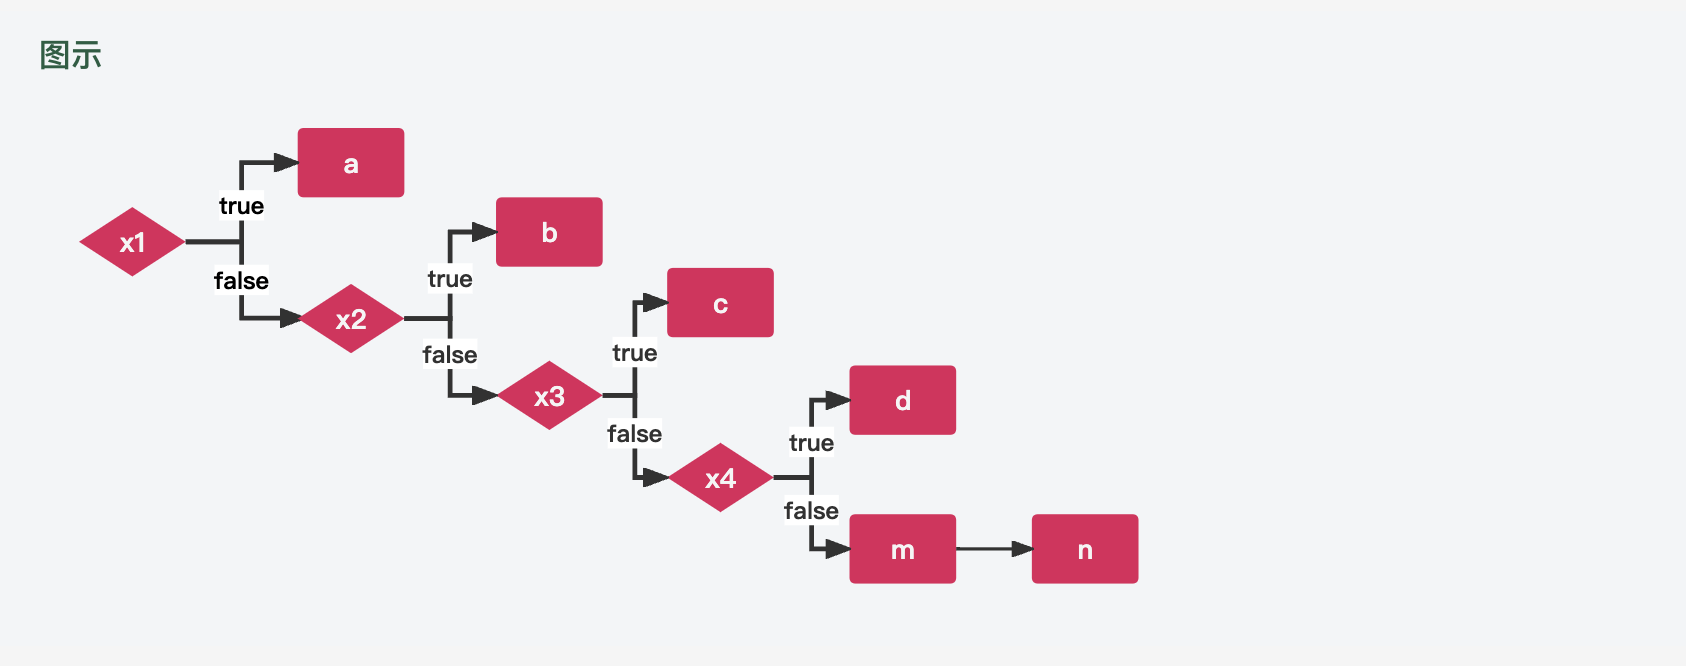 图示
a
true
x1
false
b
true
x2
false
c
true
x3
false
d
true
x4
false
m
n